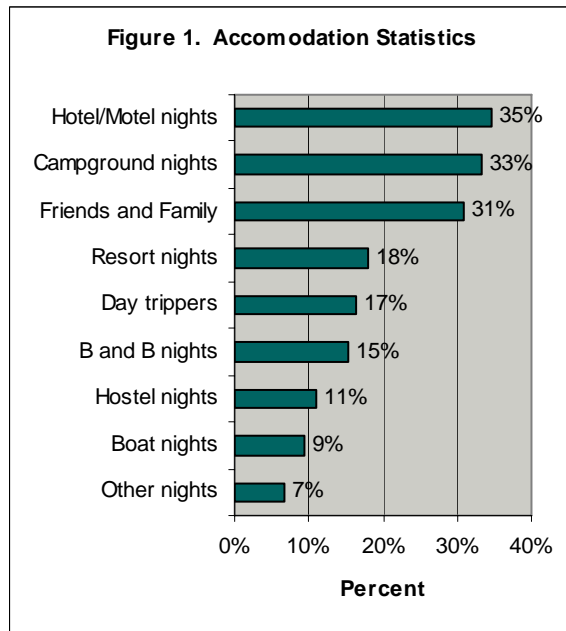 Figure 1.  Accomodation Statistics
Hotel/Motel nights 35%
Campground nights 33%
Friends and Family 31%
Resort nights 18%
Day trippers 17%
B and B nights 15%
Hostel nights 11%
Boat nights 9%
Other nights 7%
0% 10% 20% 30% 40%
Percent